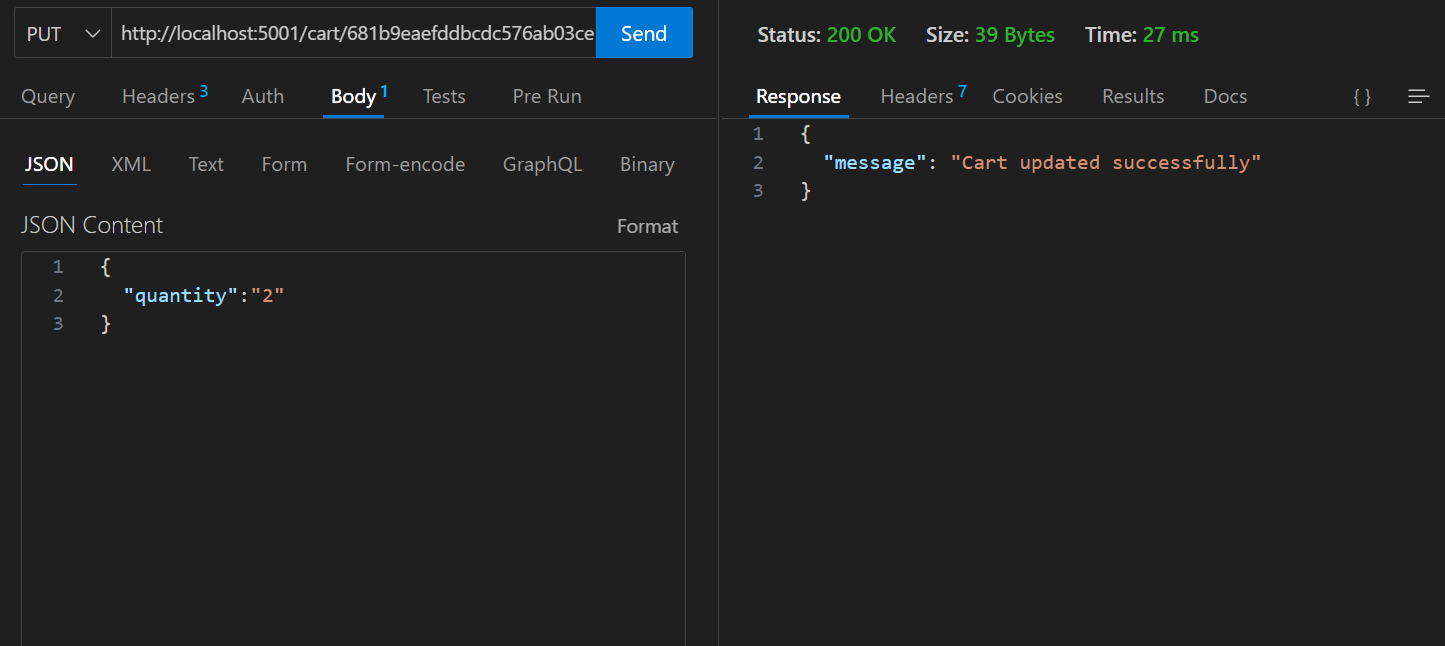 PUT http://localhost:5001/cart/681b9eaefddbcdc576ab03ce Send
Query Headers 3 Auth Body 1 Tests Pre Run
JSON XML Text Form Form-encode GraphQL Binary
JSON Content Format
1 {
2 "quantity":"2"
3 }
Status: 200 OK Size: 39 Bytes Time: 27 ms
Response Headers 7 Cookies Results Docs { }
1 {
2 "message": "Cart updated successfully"
3 }